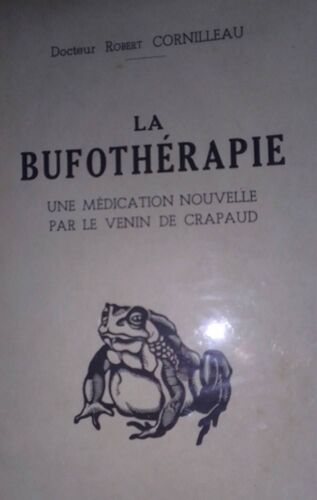 Docteur ROBERT CORNILLEAU
LA
BUFOTHÉRAPIE
UNE MÉDICATION NOUVELLE
PAR LE VENIN DE CRAPAUD